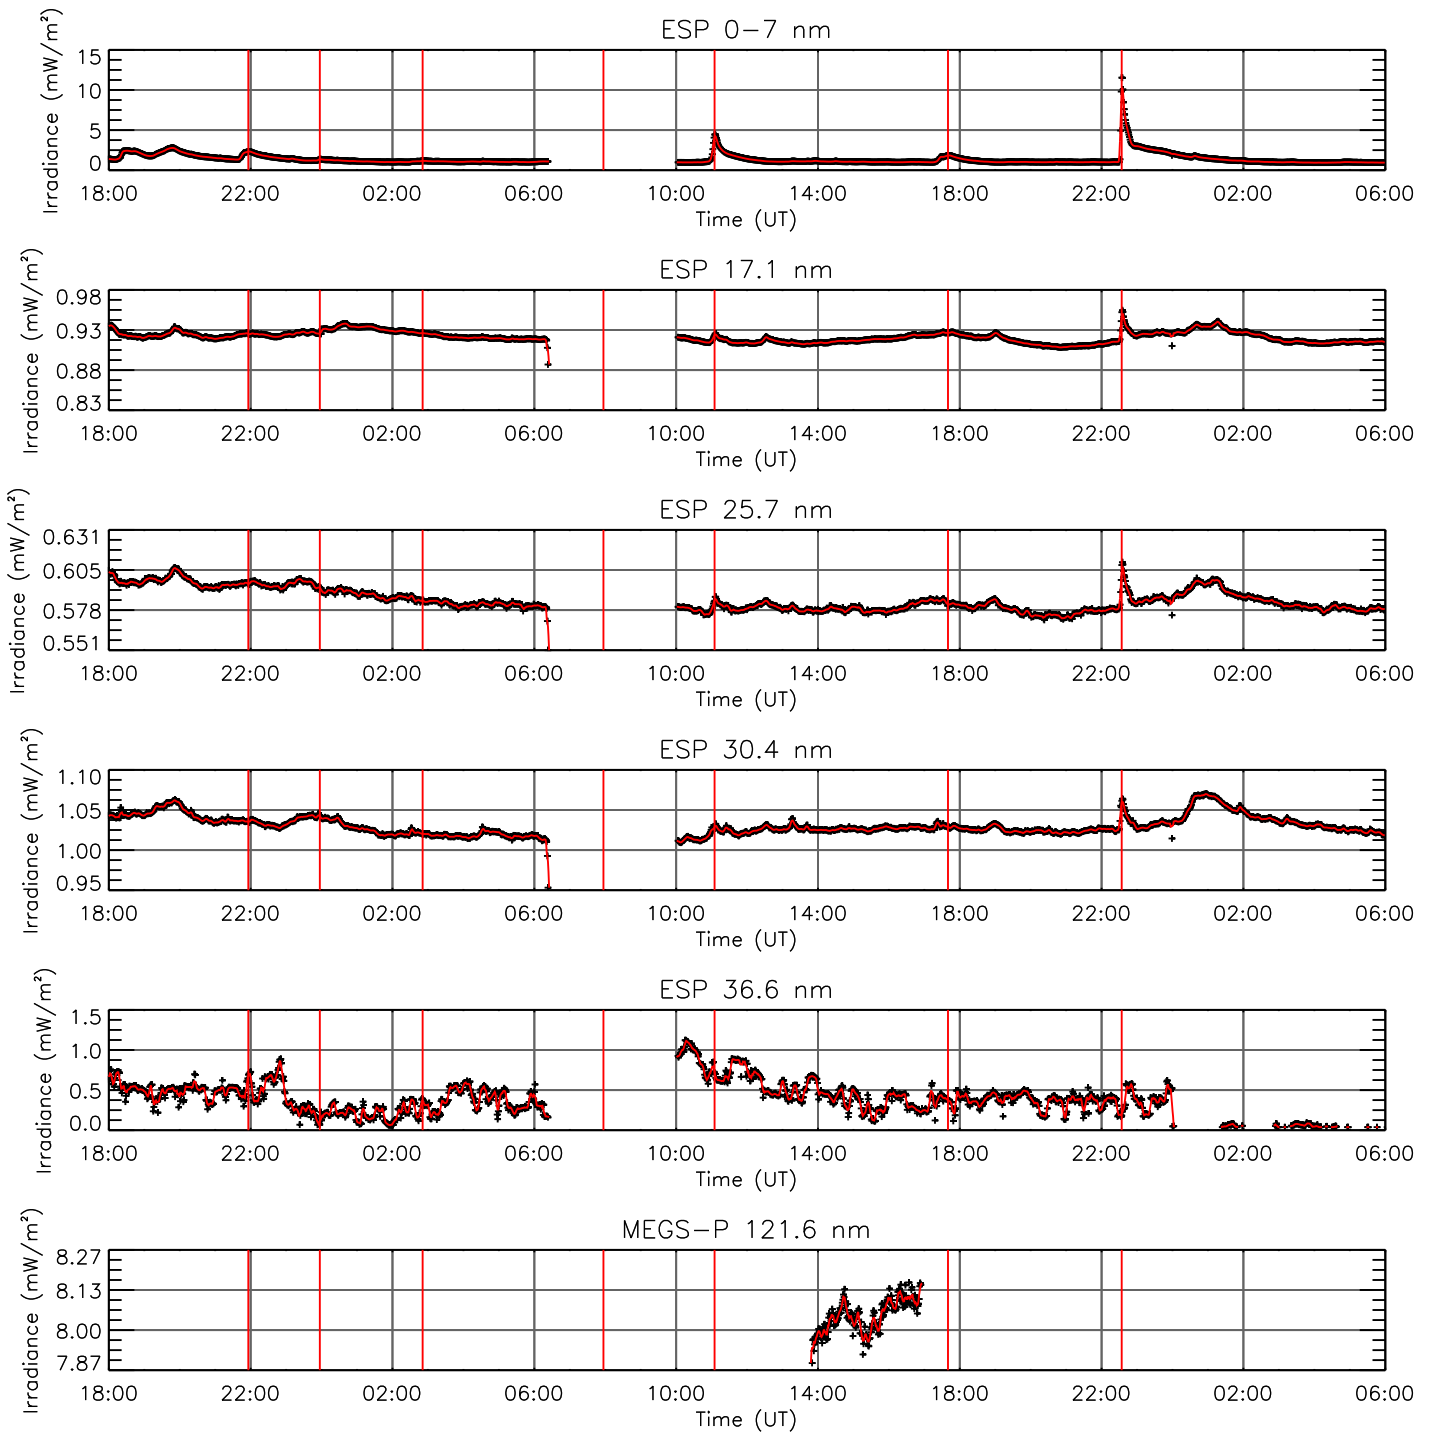 ESP 0-7 nm
Irradiance (mW/m²)
15
10
5
0
18:00 22:00 02:00 06:00 10:00 14:00 18:00 22:00 02:00 06:00
Time (UT)
ESP 17.1 nm
Irradiance (mW/m²)
0.98
0.93
0.88
0.83
18:00 22:00 02:00 06:00 10:00 14:00 18:00 22:00 02:00 06:00
Time (UT)
ESP 25.7 nm
Irradiance (mW/m²)
0.631
0.605
0.578
0.551
18:00 22:00 02:00 06:00 10:00 14:00 18:00 22:00 02:00 06:00
Time (UT)
ESP 30.4 nm
Irradiance (mW/m²)
1.10
1.05
1.00
0.95
18:00 22:00 02:00 06:00 10:00 14:00 18:00 22:00 02:00 06:00
Time (UT)
ESP 36.6 nm
Irradiance (mW/m²)
1.5
1.0
0.5
0.0
18:00 22:00 02:00 06:00 10:00 14:00 18:00 22:00 02:00 06:00
Time (UT)
MEGS-P 121.6 nm
Irradiance (mW/m²)
8.27
8.13
8.00
7.87
18:00 22:00 02:00 06:00 10:00 14:00 18:00 22:00 02:00 06:00
Time (UT)